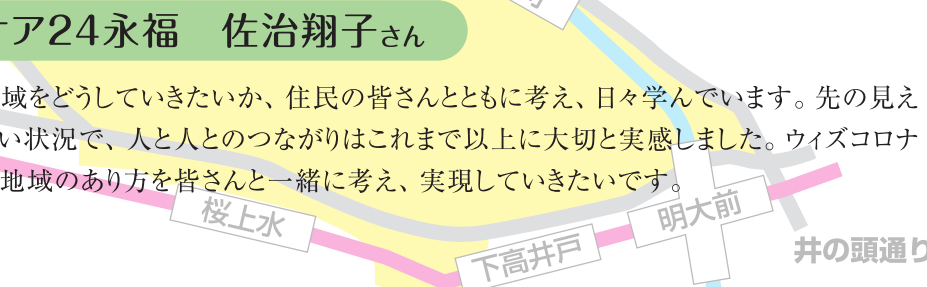 ア24永福　佐治翔子さん
域をどうしていきたいか、住民の皆さんとともに考え、日々学んでいます。先の見え
い状況で、人と人とのつながりはこれまで以上に大切と実感しました。ウィズコロナ
地域のあり方を皆さんと一緒に考え、実現していきたいです。
桜上水
下高井戸
明大前
井の頭通り